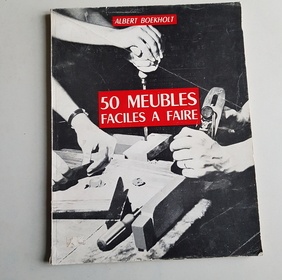 ALBERT BOEKHOLT
50 MEUBLES
FACILES A FAIRE